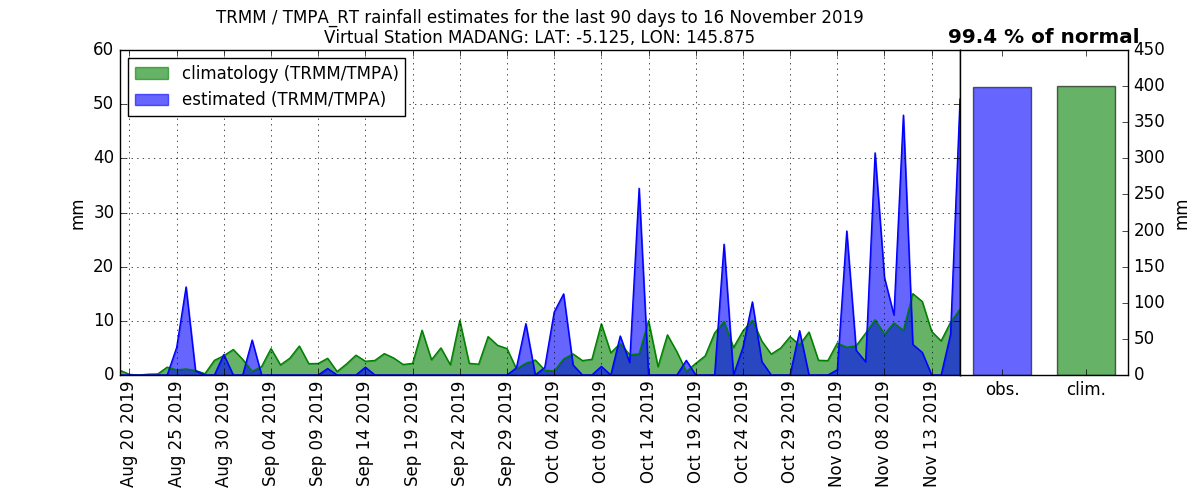 TRMM / TMPA_RT rainfall estimates for the last 90 days to 16 November 2019
Virtual Station MADANG: LAT: -5.125, LON: 145.875
99.4 % of normal
climatology (TRMM/TMPA)
estimated (TRMM/TMPA)
mm
60
50
40
30
20
10
0
Aug 20 2019
Aug 25 2019
Aug 30 2019
Sep 04 2019
Sep 09 2019
Sep 14 2019
Sep 19 2019
Sep 24 2019
Sep 29 2019
Oct 04 2019
Oct 09 2019
Oct 14 2019
Oct 19 2019
Oct 24 2019
Oct 29 2019
Nov 03 2019
Nov 08 2019
Nov 13 2019
obs.
clim.
450
400
350
300
250
200
150
100
50
0
mm